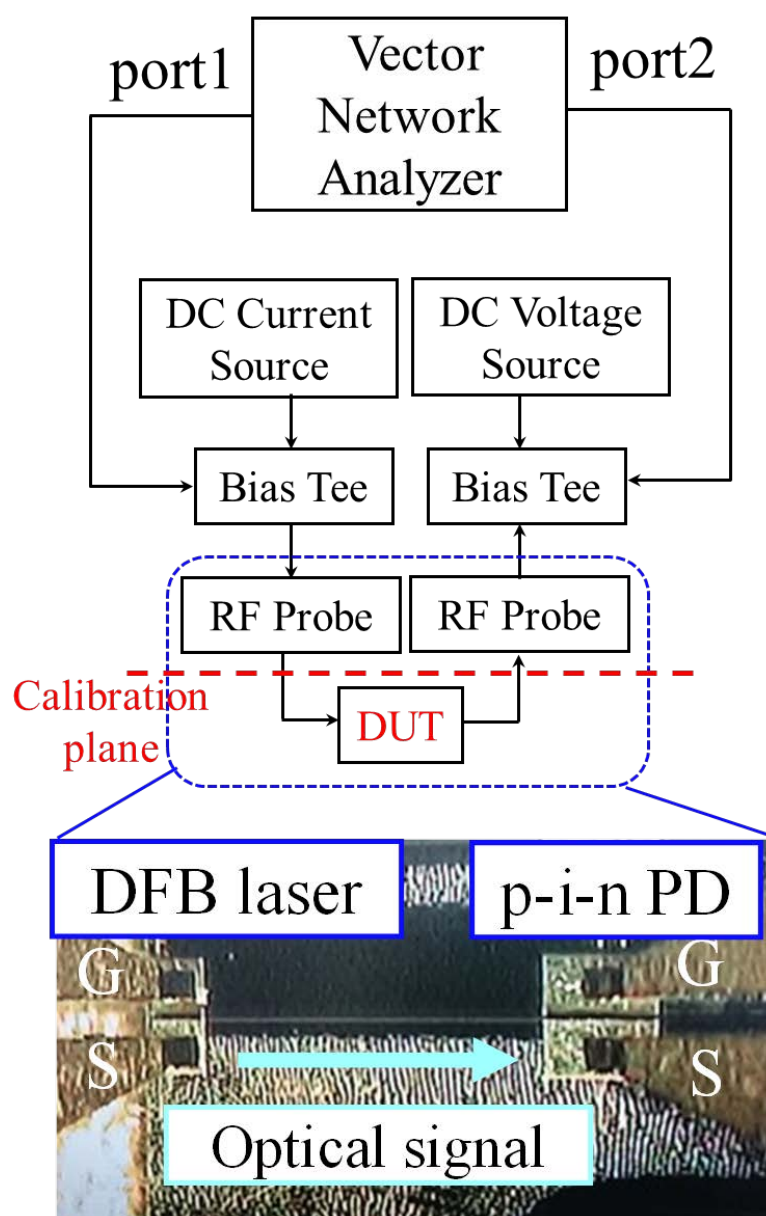 port1
Vector
Network
Analyzer
port2
DC Current
Source
DC Voltage
Source
Bias Tee
Bias Tee
RF Probe
RF Probe
Calibration
plane
DUT
DFB laser
p-i-n PD
G
G
S
S
Optical signal